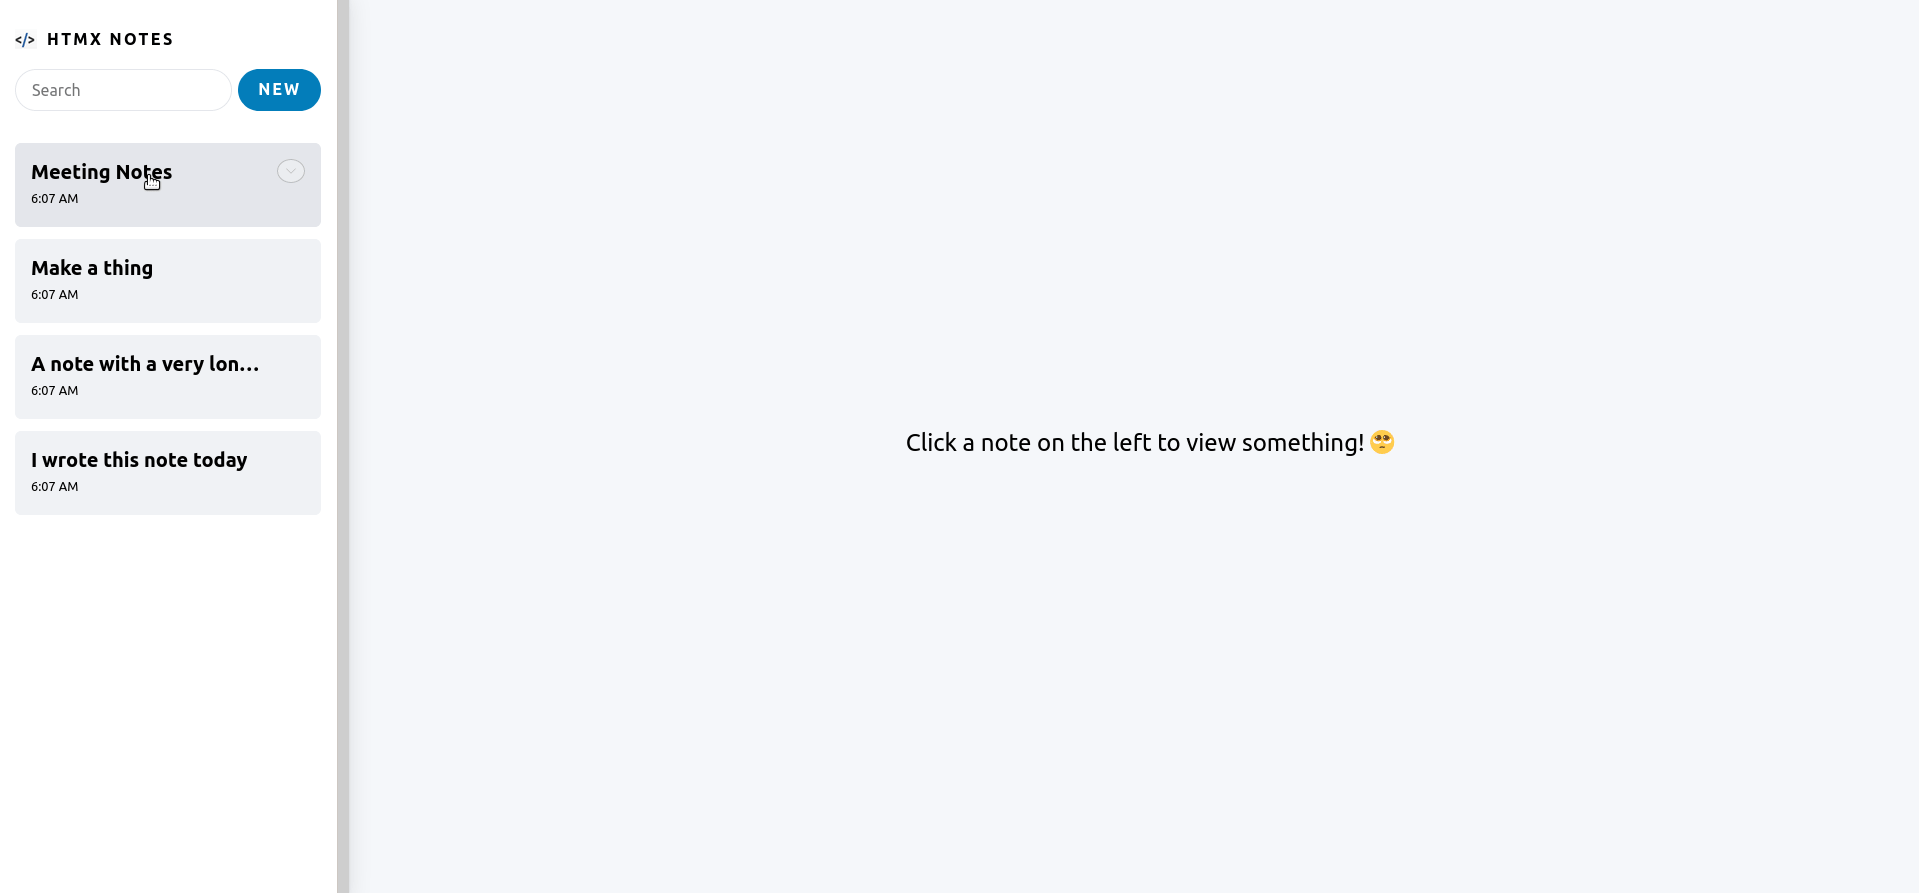 </> HTMX NOTES
Search
NEW
Meeting Notes
6:07 AM
Make a thing
6:07 AM
A note with a very lon...
6:07 AM
I wrote this note today
6:07 AM
Click a note on the left to view something! 🥺